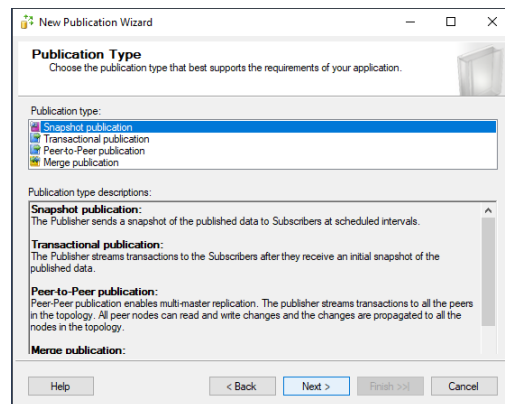 New Publication Wizard
Publication Type
Choose the publication type that best supports the requirements of your application.
Publication type:
Snapshot publication
Transactional publication
Peer-to-Peer publication
Merge publication
Publication type descriptions:
Snapshot publication:
The Publisher sends a snapshot of the published data to Subscribers at scheduled intervals.
Transactional publication:
The Publisher streams transactions to the Subscribers after they receive an initial snapshot of the
published data.
Peer-to-Peer publication:
Peer-Peer publication enables multi-master replication. The publisher streams transactions to all the peers
in the topology. All peer nodes can read and write changes and the changes are propagated to all the
nodes in the topology.
Merge publication:
Help
< Back
Next >
Finish >>|
Cancel